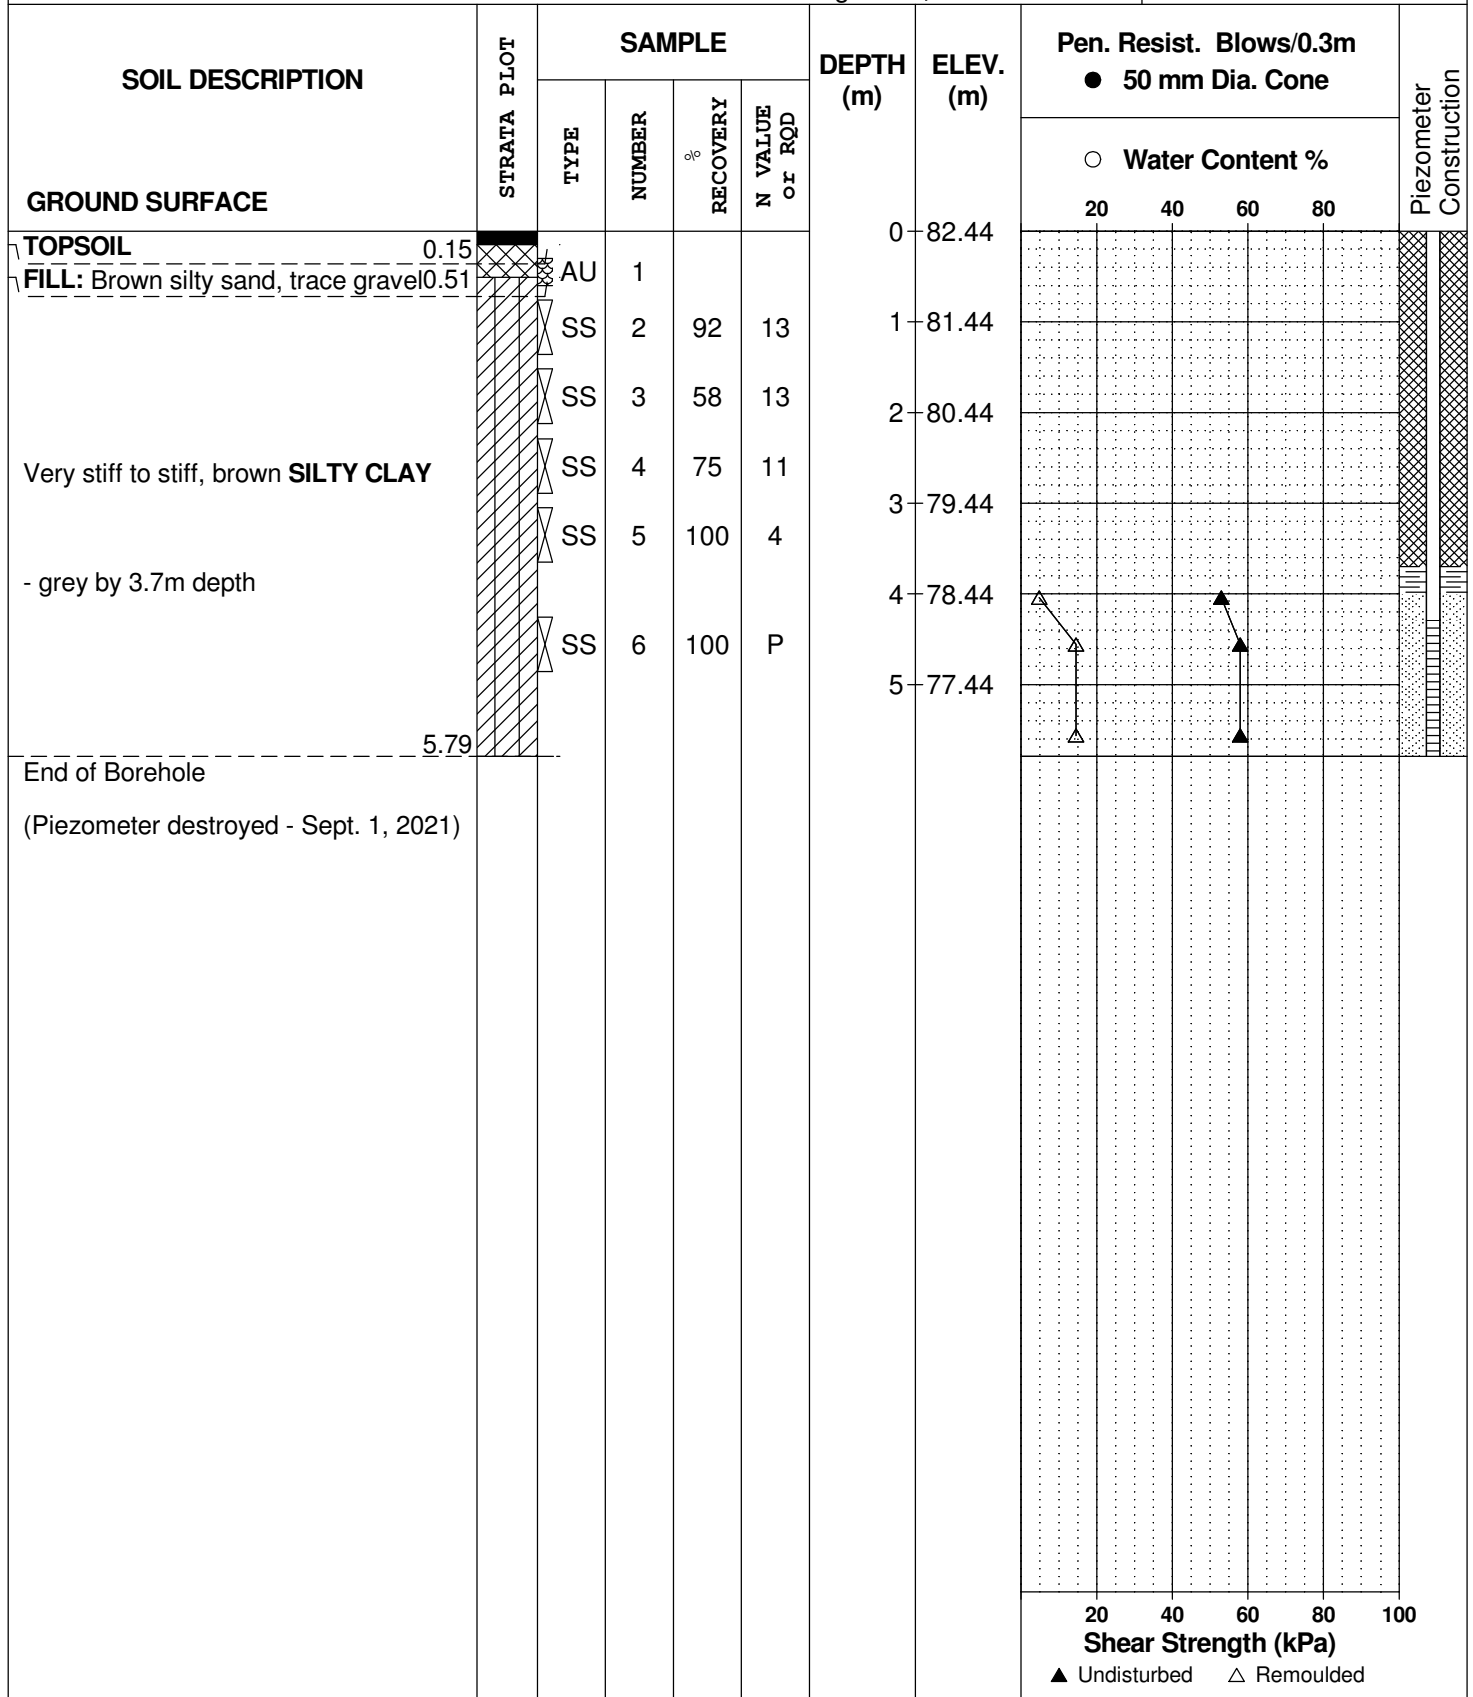 SOIL DESCRIPTION
GROUND SURFACE
STRATA PLOT
SAMPLE
TYPE
NUMBER
% RECOVERY
N VALUE or RQD
DEPTH (m)
ELEV. (m)
Pen. Resist. Blows/0.3m
● 50 mm Dia. Cone
○ Water Content %
20 40 60 80
Piezometer Construction
0 82.44
TOPSOIL 0.15
FILL: Brown silty sand, trace gravel 0.51
AU 1
SS 2 92 13
1 81.44
SS 3 58 13
2 80.44
Very stiff to stiff, brown SILTY CLAY
SS 4 75 11
3 79.44
SS 5 100 4
- grey by 3.7m depth
4 78.44
SS 6 100 P
5 77.44
5.79
End of Borehole
(Piezometer destroyed - Sept. 1, 2021)
20 40 60 80 100
Shear Strength (kPa)
▲ Undisturbed △ Remoulded